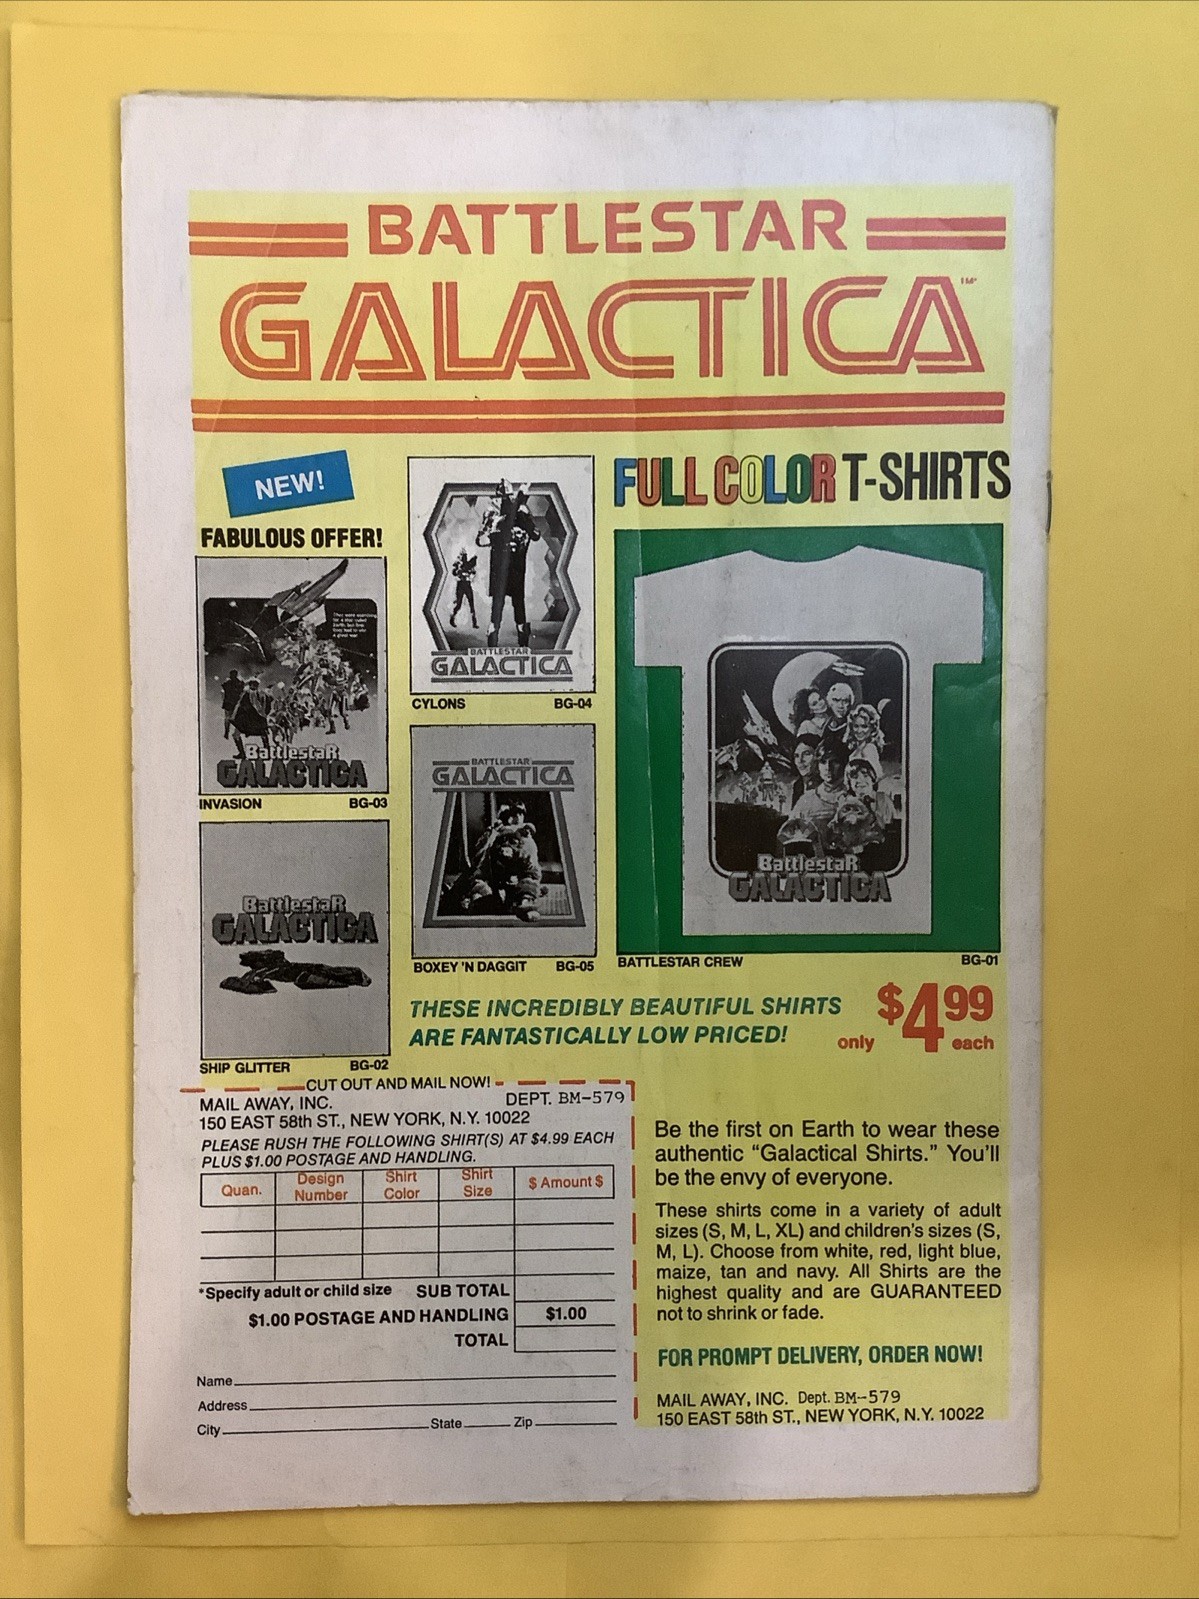 BATTLESTAR
GALACTICA™
NEW!
FABULOUS OFFER!
FULL COLOR T-SHIRTS
Battlestar
GALACTICA
INVASION BG-03
BATTLESTAR
GALACTICA
CYLONS BG-04
BATTLESTAR
GALACTICA
BOXEY 'N DAGGIT BG-05
Battlestar
GALACTICA
SHIP GLITTER BG-02
Battlestar
GALACTICA
BATTLESTAR CREW BG-01
THESE INCREDIBLY BEAUTIFUL SHIRTS
ARE FANTASTICALLY LOW PRICED!
only $4.99 each
CUT OUT AND MAIL NOW!
MAIL AWAY, INC. DEPT. BM-579
150 EAST 58th ST., NEW YORK, N.Y. 10022
PLEASE RUSH THE FOLLOWING SHIRT(S) AT $4.99 EACH
PLUS $1.00 POSTAGE AND HANDLING.
Quan. Design Number Shirt Color Shirt Size $ Amount $
*Specify adult or child size SUB TOTAL
$1.00 POSTAGE AND HANDLING $1.00
TOTAL
Name
Address
City State Zip
Be the first on Earth to wear these
authentic "Galactical Shirts." You'll
be the envy of everyone.
These shirts come in a variety of adult
sizes (S, M, L, XL) and children's sizes (S,
M, L). Choose from white, red, light blue,
maize, tan and navy. All Shirts are the
highest quality and are GUARANTEED
not to shrink or fade.
FOR PROMPT DELIVERY, ORDER NOW!
MAIL AWAY, INC. Dept. BM-579
150 EAST 58th ST., NEW YORK, N.Y. 10022